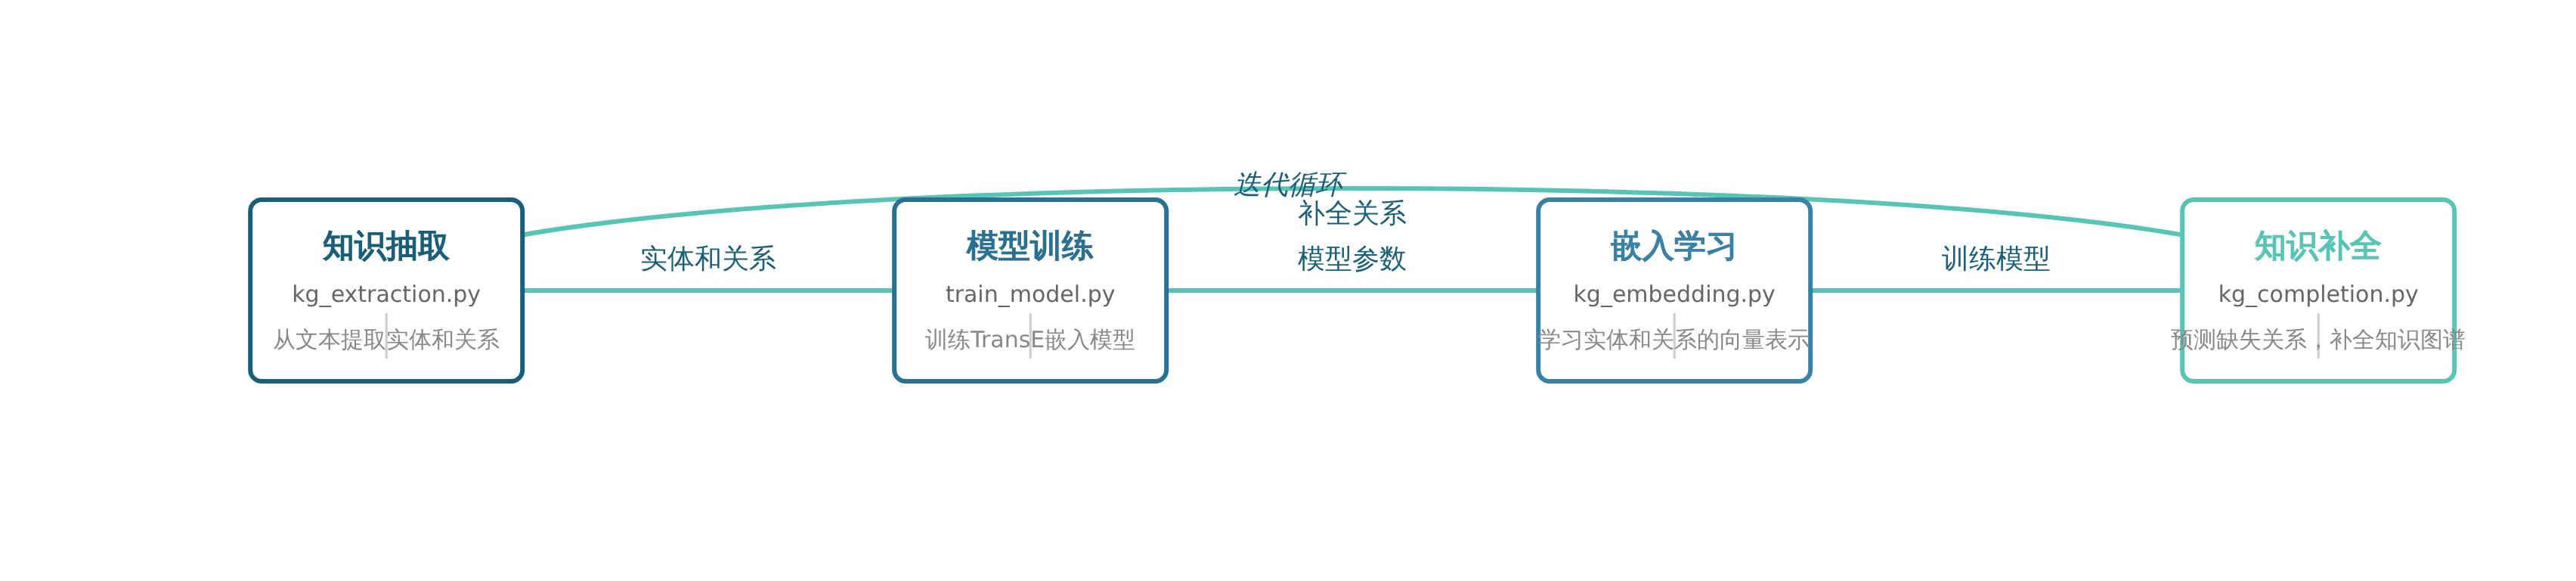 迭代循环
补全关系
知识抽取
kg_extraction.py
从文本提取实体和关系
实体和关系
模型训练
train_model.py
训练TransE嵌入模型
模型参数
嵌入学习
kg_embedding.py
学习实体和关系的向量表示
训练模型
知识补全
kg_completion.py
预测缺失关系，补全知识图谱